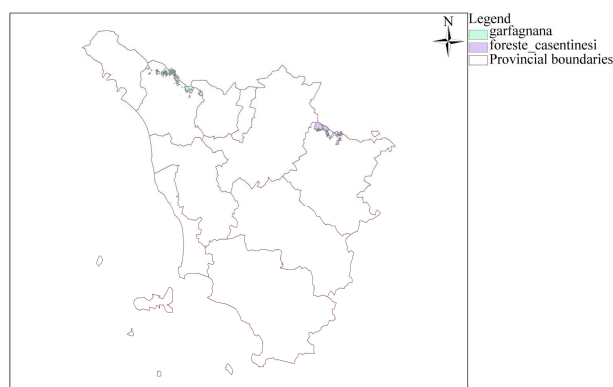 N
Legend
garfagnana
foreste_casentinesi
Provincial boundaries